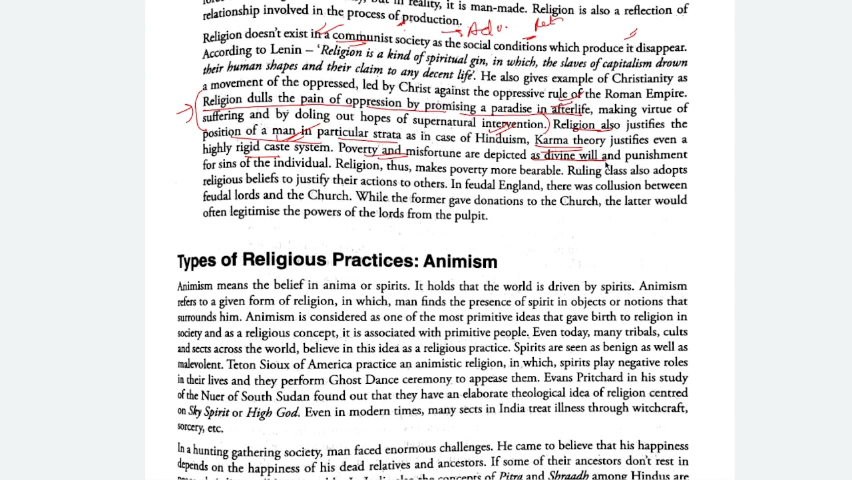 reality, it is man-made. Religion is also a reflection of
relationship involved in the process of production.
Adv.
Religion doesn't exist in a communist society as the social conditions which produce it disappear.
According to Lenin – 'Religion is a kind of spiritual gin, in which, the slaves of capitalism drown
their human shapes and their claim to any decent life'. He also gives example of Christianity as
a movement of the oppressed, led by Christ against the oppressive rule of the Roman Empire.
Religion dulls the pain of oppression by promising a paradise in afterlife, making virtue of
suffering and by doling out hopes of supernatural intervention. Religion also justifies the
position of a man in particular strata as in case of Hinduism, Karma theory justifies even a
highly rigid caste system. Poverty and misfortune are depicted as divine will and punishment
for sins of the individual. Religion, thus, makes poverty more bearable. Ruling class also adopts
religious beliefs to justify their actions to others. In feudal England, there was collusion between
feudal lords and the Church. While the former gave donations to the Church, the latter would
often legitimise the powers of the lords from the pulpit.
Types of Religious Practices: Animism
Animism means the belief in anima or spirits. It holds that the world is driven by spirits. Animism
refers to a given form of religion, in which, man finds the presence of spirit in objects or notions that
surrounds him. Animism is considered as one of the most primitive ideas that gave birth to religion in
society and as a religious concept, it is associated with primitive people. Even today, many tribals, cults
and sects across the world, believe in this idea as a religious practice. Spirits are seen as benign as well as
malevolent. Teton Sioux of America practice an animistic religion, in which, spirits play negative roles
in their lives and they perform Ghost Dance ceremony to appease them. Evans Pritchard in his study
of the Nuer of South Sudan found out that they have an elaborate theological idea of religion centred
on Sky Spirit or High God. Even in modern times, many sects in India treat illness through witchcraft,
sorcery, etc.
In a hunting gathering society, man faced enormous challenges. He came to believe that his happiness
depends on the happiness of his dead relatives and ancestors. If some of their ancestors don't rest in
the concepts of Pitra and Shraadh among Hindus are